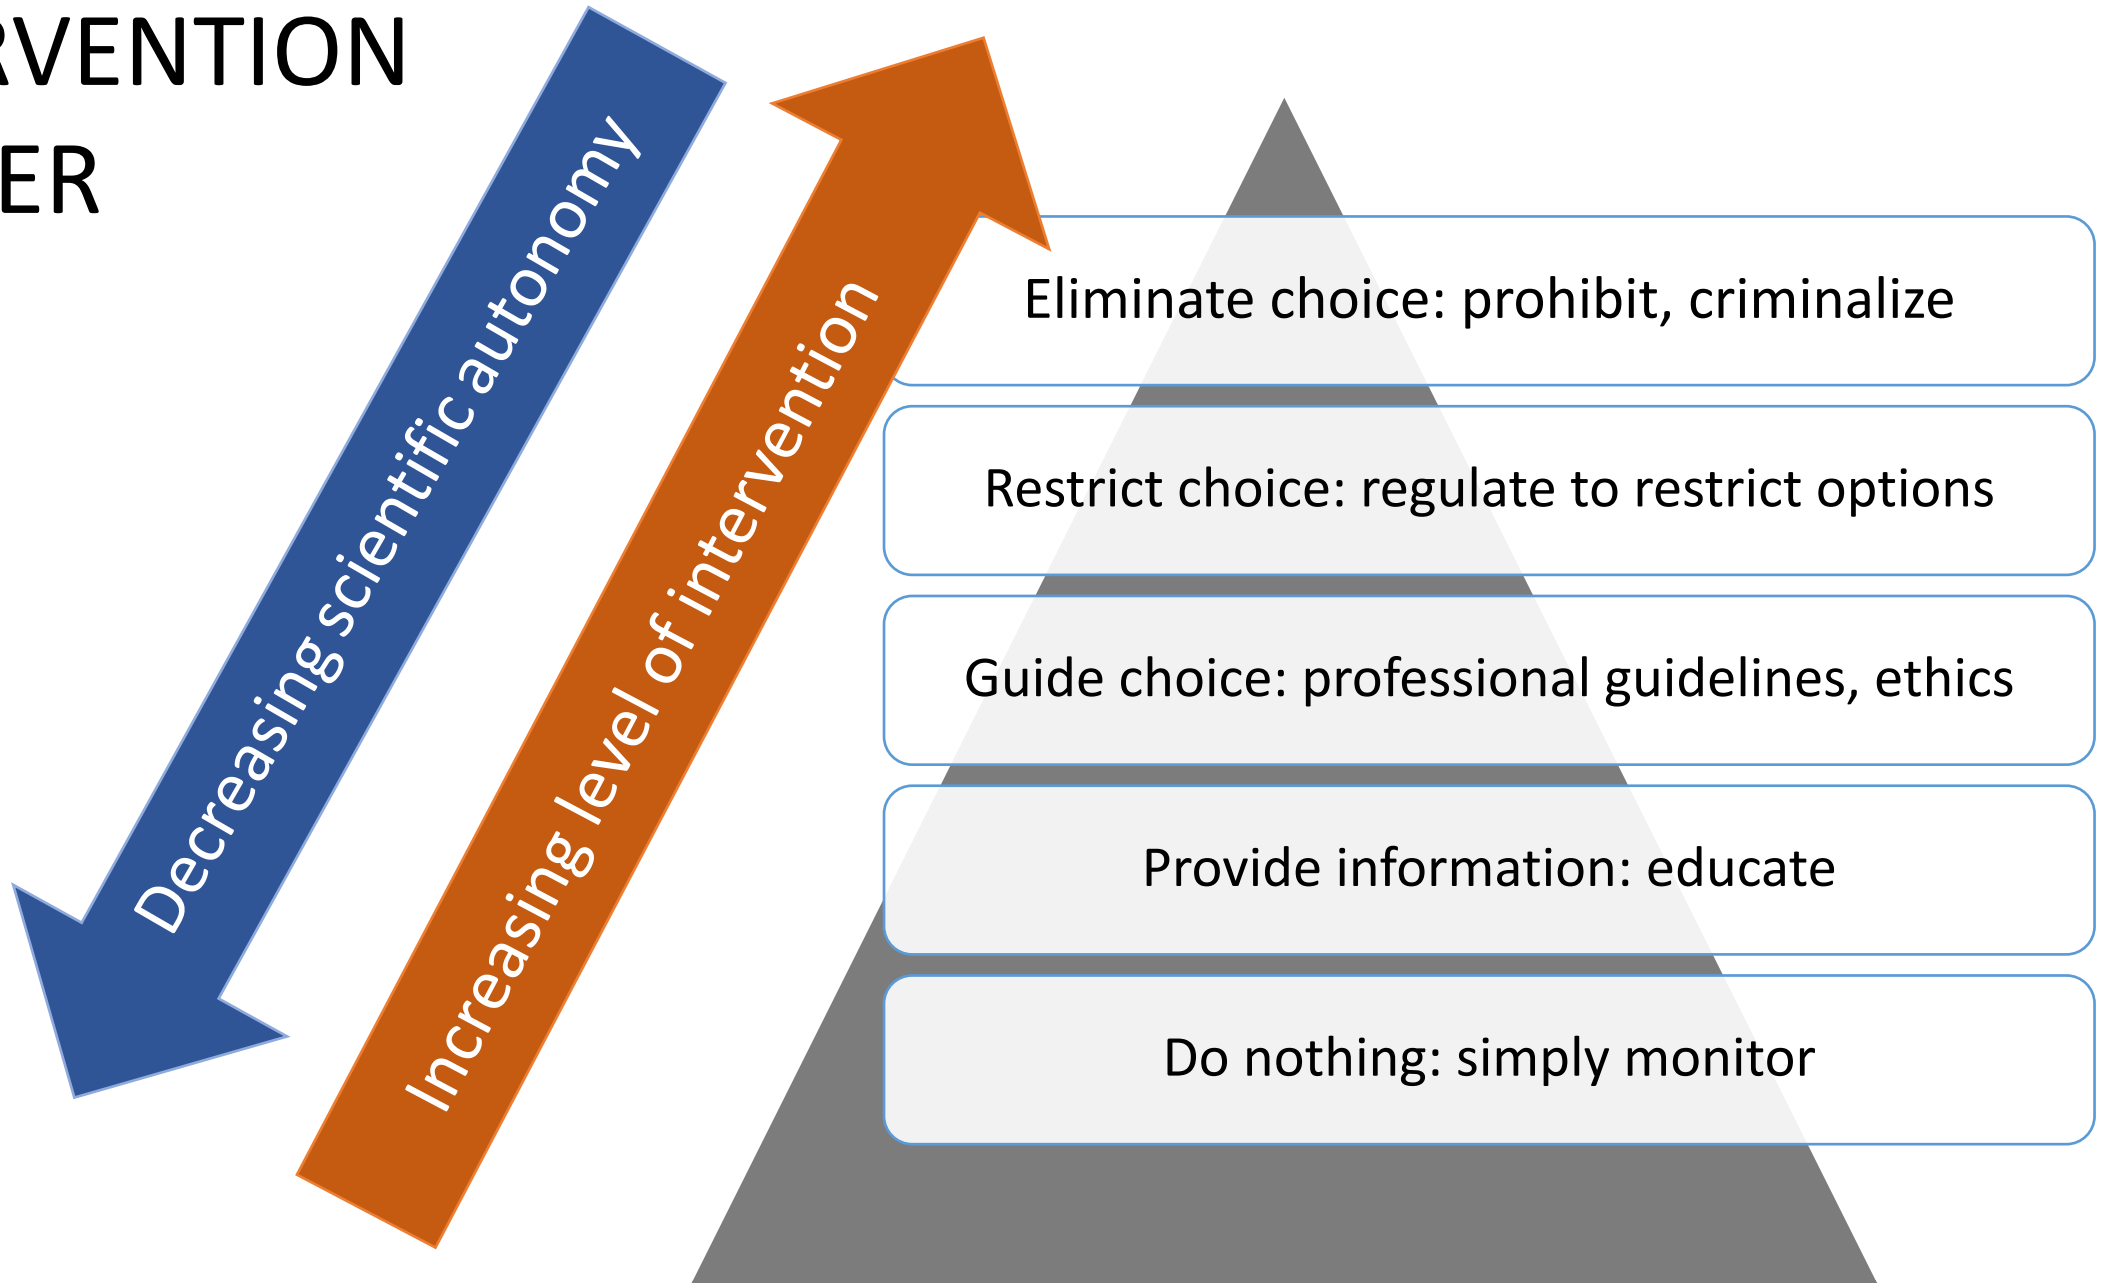 RVENTION
ER
Decreasing scientific autonomy
Increasing level of intervention
Eliminate choice: prohibit, criminalize
Restrict choice: regulate to restrict options
Guide choice: professional guidelines, ethics
Provide information: educate
Do nothing: simply monitor